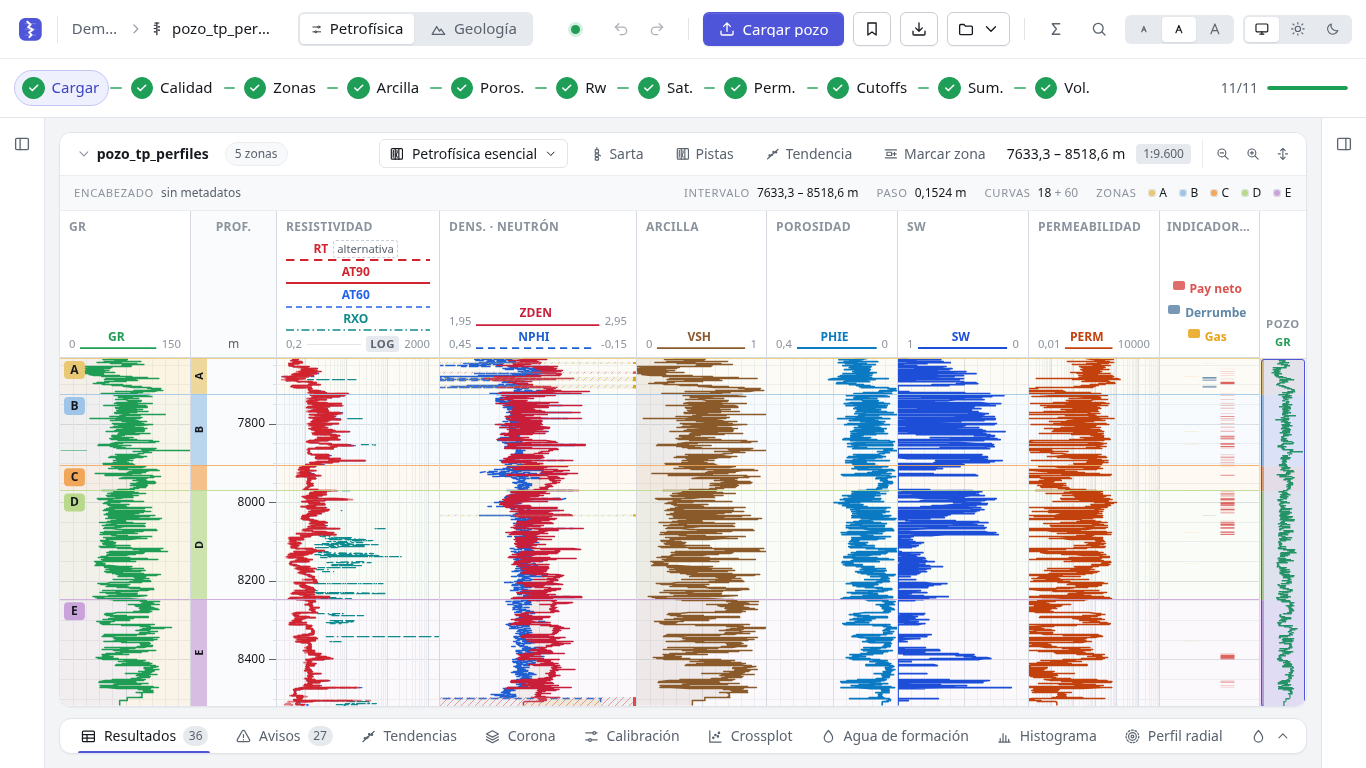 Dem... > pozo_tp_per... Petrofísica Geología Cargar pozo Σ A A A
Cargar Calidad Zonas Arcilla Poros. Rw Sat. Perm. Cutoffs Sum. Vol. 11/11
pozo_tp_perfiles 5 zonas Petrofísica esencial Sarta Pistas Tendencia Marcar zona 7633,3 – 8518,6 m 1:9.600
ENCABEZADO sin metadatos INTERVALO 7633,3 – 8518,6 m PASO 0,1524 m CURVAS 18 + 60 ZONAS A B C D E
GR PROF. RESISTIVIDAD DENS. · NEUTRÓN ARCILLA POROSIDAD SW PERMEABILIDAD INDICADOR...
RT alternativa
AT90
AT60
RXO
0,2 LOG 2000
1,95 ZDEN 2,95
0,45 NPHI -0,15
0 GR 150
m
0 VSH 1
0,4 PHIE 0
1 SW 0
0,01 PERM 10000
Pay neto
Derrumbe
Gas
POZO
GR
A A
B B
7800
C
D D
8000
8200
E E
8400
Resultados 36 Avisos 27 Tendencias Corona Calibración Crossplot Agua de formación Histograma Perfil radial